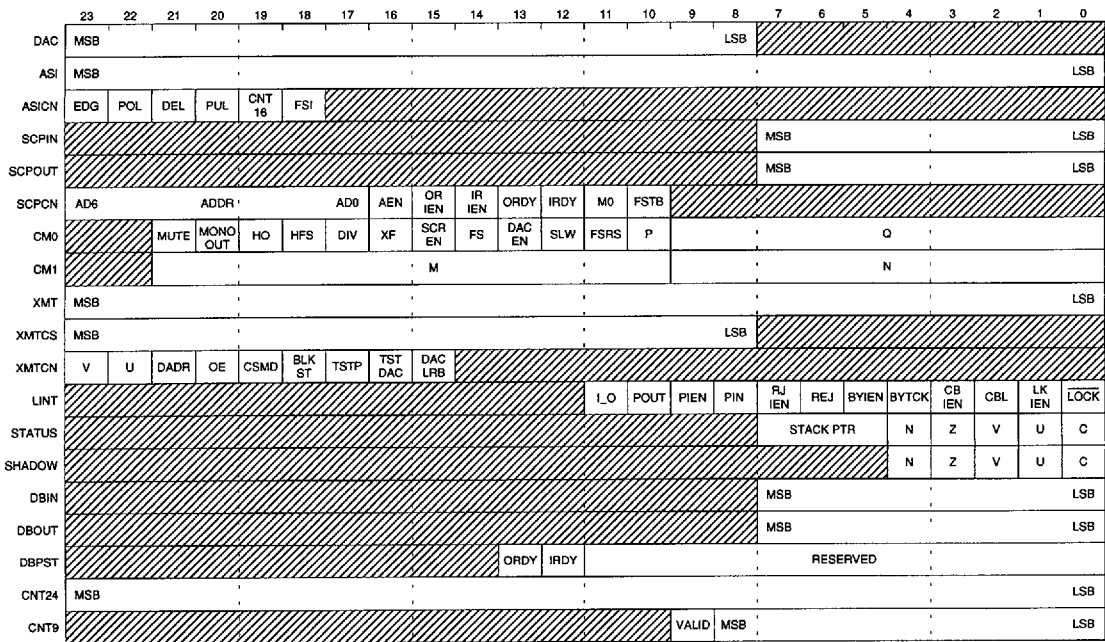 23 22 21 20 19 18 17 16 15 14 13 12 11 10 9 8 7 6 5 4 3 2 1 0
DAC MSB LSB
ASI MSB LSB
ASICN EDG POL DEL PUL CNT 16 FSI
SCPIN MSB LSB
SCPOUT MSB LSB
SCPCN AD6 ADDR AD0 AEN OR IEN IR IEN ORDY IRDY M0 FSTB
CM0 MUTE MONO OUT HO HFS DIV XF SCR EN FS DAC EN SLW FSRS P Q
CM1 M N
XMT MSB LSB
XMTCS MSB LSB
XMTCN V U DADR OE CSMD BLK ST TSTP TST DAC DAC LRB
LINT I_O POUT PIEN PIN RJ IEN REJ BYIEN BYTCK CB IEN CBL LK IEN LOCK
STATUS STACK PTR N Z V U C
SHADOW N Z V U C
DBIN MSB LSB
DBOUT MSB LSB
DBPST ORDY IRDY RESERVED
CNT24 MSB LSB
CNT9 VALID MSB LSB